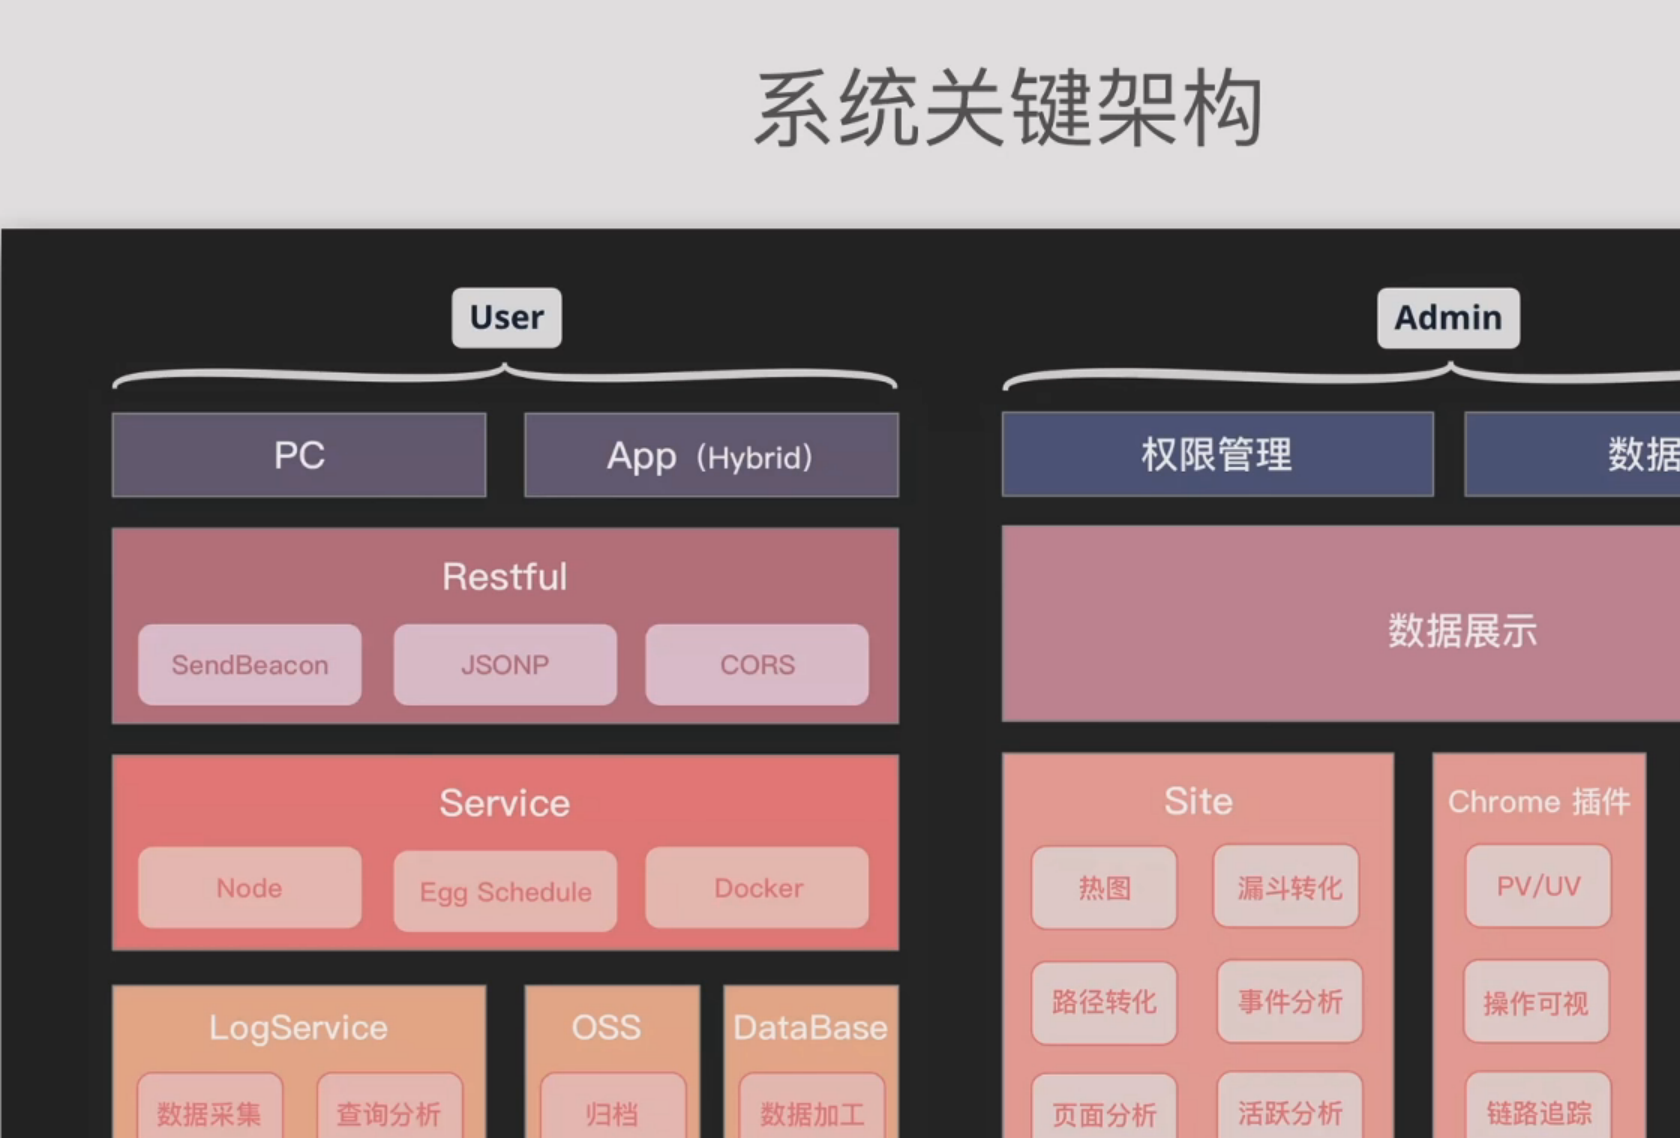 系统关键架构
User
Admin
PC
App（Hybrid）
权限管理
数据
Restful
SendBeacon
JSONP
CORS
数据展示
Service
Node
Egg Schedule
Docker
Site
热图
漏斗转化
路径转化
事件分析
页面分析
活跃分析
Chrome 插件
PV/UV
操作可视
链路追踪
LogService
数据采集
查询分析
OSS
归档
DataBase
数据加工